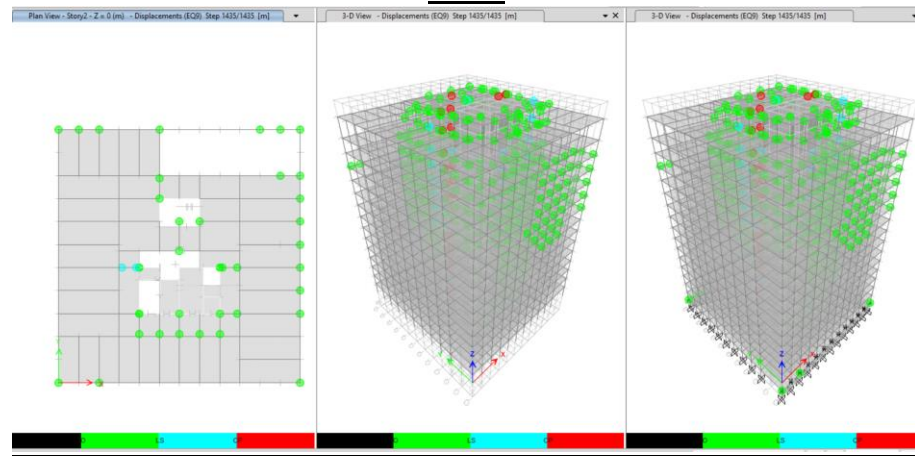 Plan View - Story2 - Z = 0 (m) - Displacements (EQ9) Step 1435/1435 [m]
3-D View - Displacements (EQ9) Step 1435/1435 [m]
3-D View - Displacements (EQ9) Step 1435/1435 [m]
Z
X
Z
X
X
LS
LS
LS